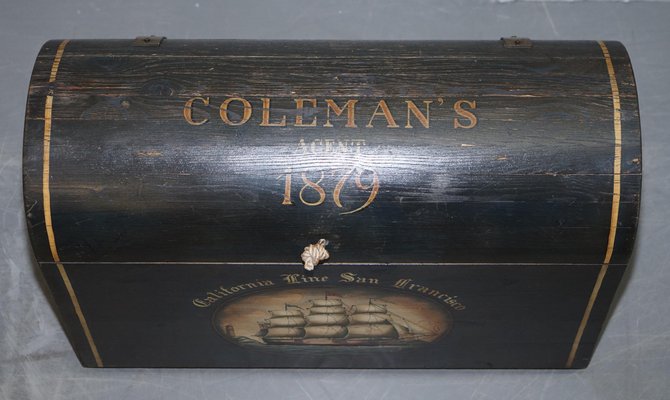 COLEMAN'S
AGENT
1879
California Line San Francisco